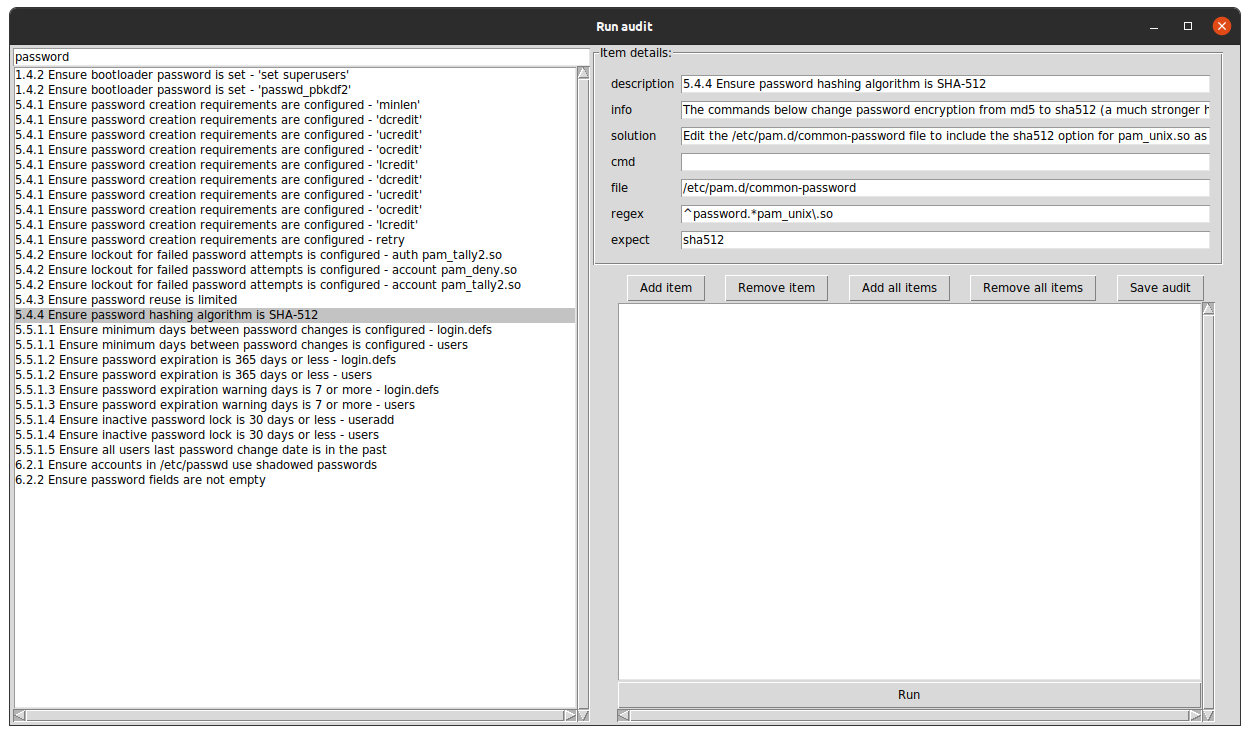 Run audit
password
1.4.2 Ensure bootloader password is set - 'set superusers'
1.4.2 Ensure bootloader password is set - 'passwd_pbkdf2'
5.4.1 Ensure password creation requirements are configured - 'minlen'
5.4.1 Ensure password creation requirements are configured - 'dcredit'
5.4.1 Ensure password creation requirements are configured - 'ucredit'
5.4.1 Ensure password creation requirements are configured - 'ocredit'
5.4.1 Ensure password creation requirements are configured - 'lcredit'
5.4.1 Ensure password creation requirements are configured - 'dcredit'
5.4.1 Ensure password creation requirements are configured - 'ucredit'
5.4.1 Ensure password creation requirements are configured - 'ocredit'
5.4.1 Ensure password creation requirements are configured - 'lcredit'
5.4.1 Ensure password creation requirements are configured - retry
5.4.2 Ensure lockout for failed password attempts is configured - auth pam_tally2.so
5.4.2 Ensure lockout for failed password attempts is configured - account pam_deny.so
5.4.2 Ensure lockout for failed password attempts is configured - account pam_tally2.so
5.4.3 Ensure password reuse is limited
5.4.4 Ensure password hashing algorithm is SHA-512
5.5.1.1 Ensure minimum days between password changes is configured - login.defs
5.5.1.1 Ensure minimum days between password changes is configured - users
5.5.1.2 Ensure password expiration is 365 days or less - login.defs
5.5.1.2 Ensure password expiration is 365 days or less - users
5.5.1.3 Ensure password expiration warning days is 7 or more - login.defs
5.5.1.3 Ensure password expiration warning days is 7 or more - users
5.5.1.4 Ensure inactive password lock is 30 days or less - useradd
5.5.1.4 Ensure inactive password lock is 30 days or less - users
5.5.1.5 Ensure all users last password change date is in the past
6.2.1 Ensure accounts in /etc/passwd use shadowed passwords
6.2.2 Ensure password fields are not empty
Item details:
description 5.4.4 Ensure password hashing algorithm is SHA-512
info The commands below change password encryption from md5 to sha512 (a much stronger h
solution Edit the /etc/pam.d/common-password file to include the sha512 option for pam_unix.so as
cmd
file /etc/pam.d/common-password
regex ^password.*pam_unix\.so
expect sha512
Add item Remove item Add all items Remove all items Save audit
Run